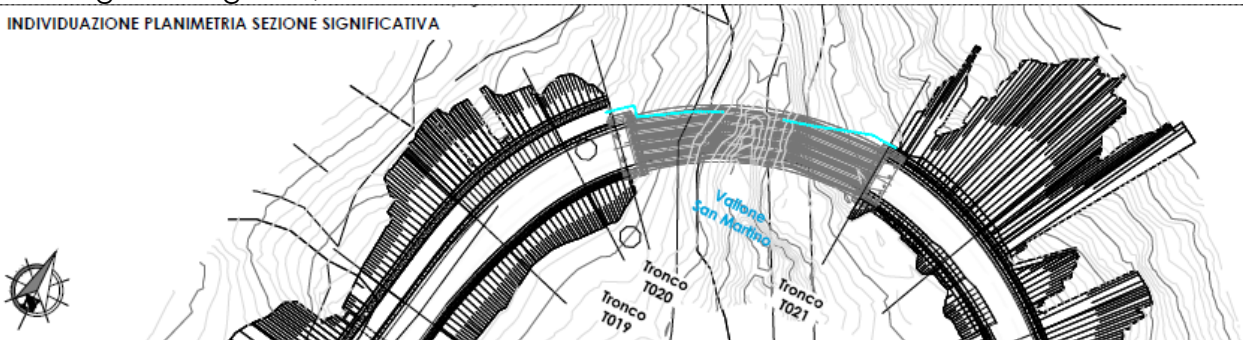 INDIVIDUAZIONE PLANIMETRIA SEZIONE SIGNIFICATIVA
Vallone
San Martino
Tronco
T020
Tronco
T021
Tronco
T019